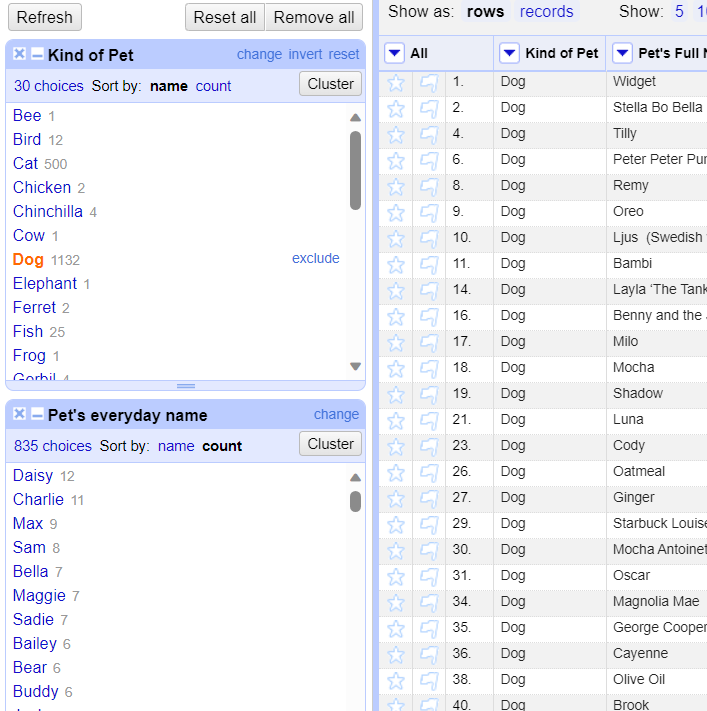 Refresh Reset all Remove all
Kind of Pet change invert reset
30 choices Sort by: name count Cluster
Bee 1
Bird 12
Cat 500
Chicken 2
Chinchilla 4
Cow 1
Dog 1132 exclude
Elephant 1
Ferret 2
Fish 25
Frog 1
Gerbil 4
Pet's everyday name change
835 choices Sort by: name count Cluster
Daisy 12
Charlie 11
Max 9
Sam 8
Bella 7
Maggie 7
Sadie 7
Bailey 6
Bear 6
Buddy 6
Show as: rows records Show: 5
All Kind of Pet Pet's Full
1. Dog Widget
2. Dog Stella Bo Bella
4. Dog Tilly
6. Dog Peter Peter
8. Dog Remy
9. Dog Oreo
10. Dog Ljus (Swedish
11. Dog Bambi
14. Dog Layla ‘The Tank
16. Dog Benny and the
17. Dog Milo
18. Dog Mocha
19. Dog Shadow
21. Dog Luna
23. Dog Cody
26. Dog Oatmeal
27. Dog Ginger
29. Dog Starbuck Louise
30. Dog Mocha Antoinet
31. Dog Oscar
34. Dog Magnolia Mae
35. Dog George Cooper
36. Dog Cayenne
38. Dog Olive Oil
40. Dog Brook